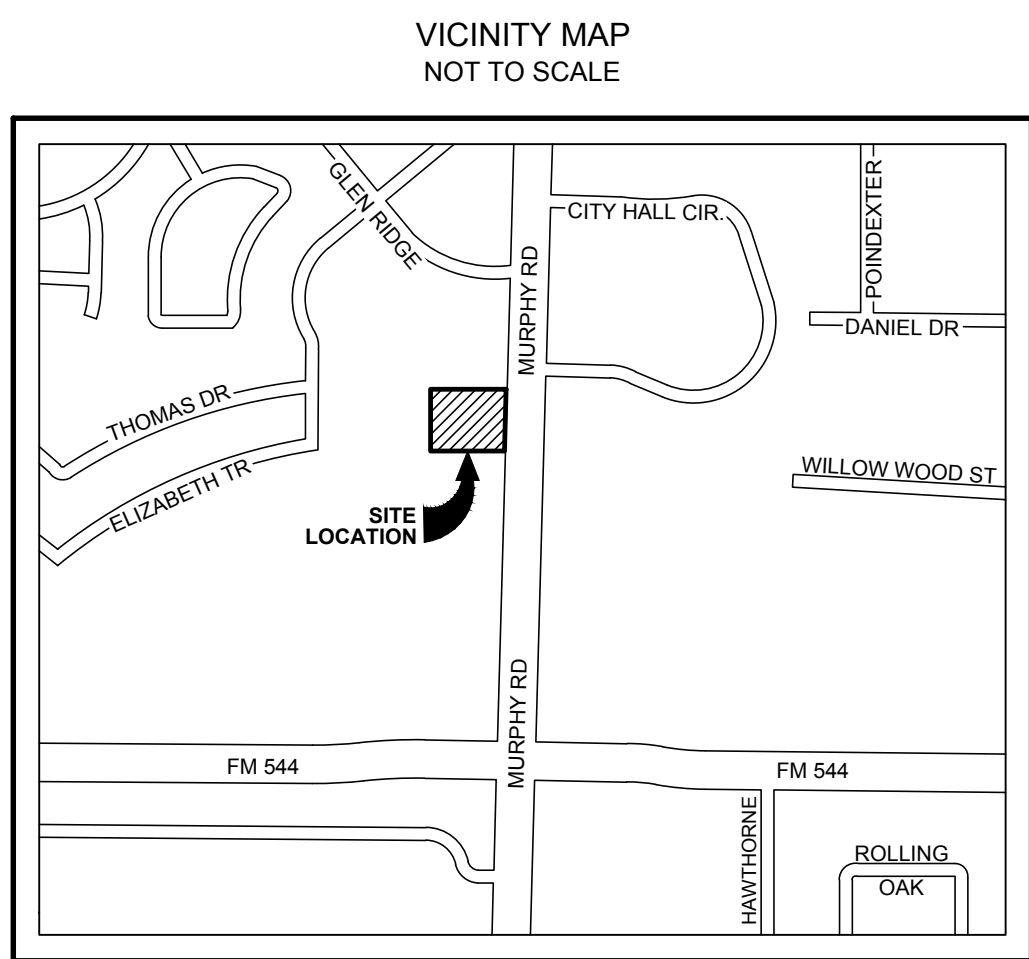 VICINITY MAP
NOT TO SCALE
GLEN RIDGE
CITY HALL CIR.
POINDEXTER
MURPHY RD
DANIEL DR
THOMAS DR
ELIZABETH TR
WILLOW WOOD ST
SITE
LOCATION
MURPHY RD
FM 544
FM 544
HAWTHORNE
ROLLING
OAK